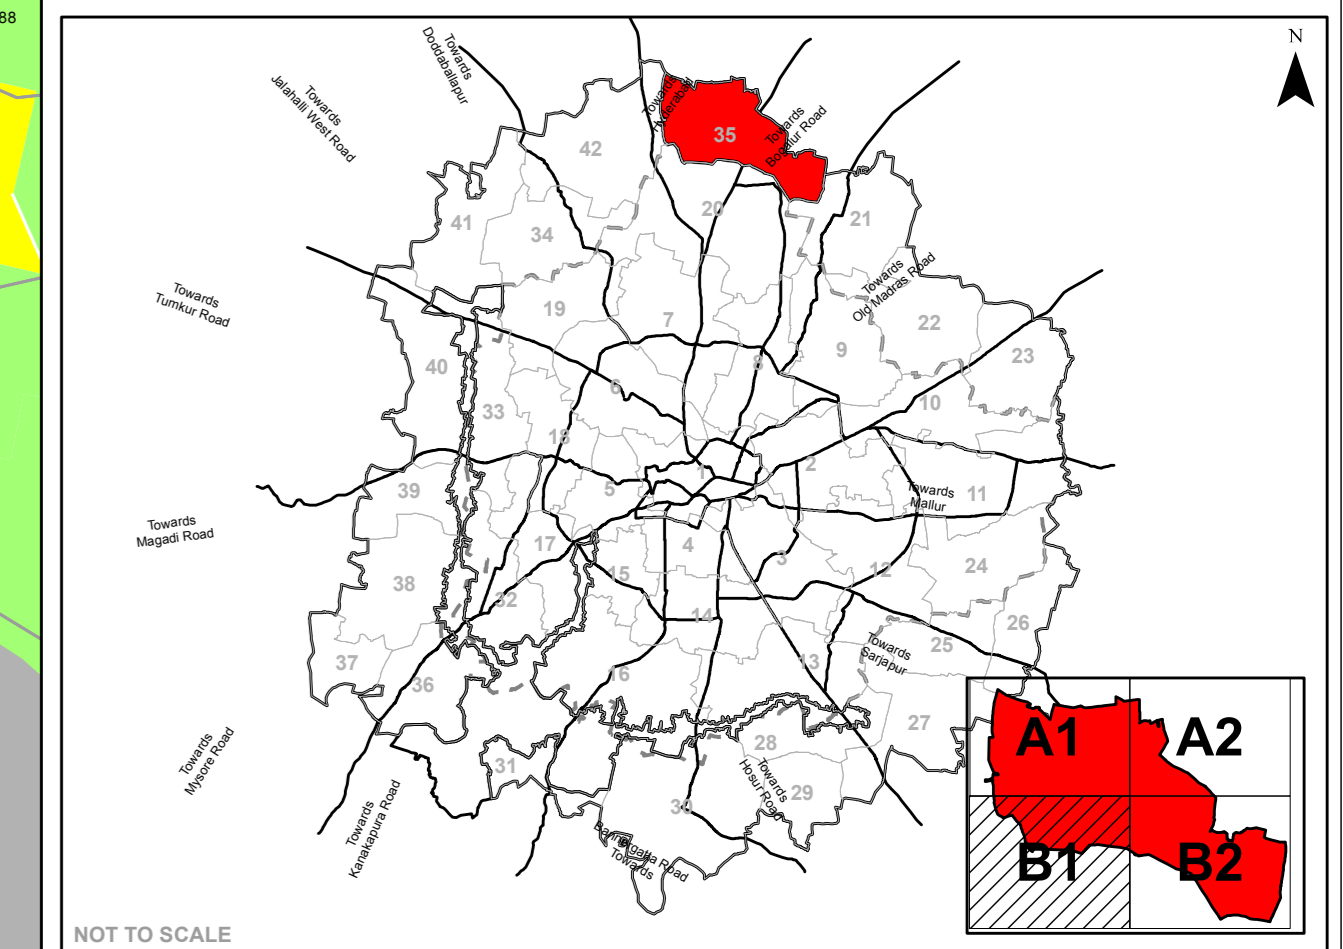 88
N
Towards
Doddaballapur
Towards
Jalahalli West Road
Towards
Hyderabad
Towards
Bogalur Road
35
42
20
21
41
34
Towards
Old Madras Road
Towards
Tumkur Road
19
7
22
9
23
8
40
6
10
33
18
1
2
39
5
Towards
Mallur
11
Towards
Magadi Road
17
4
3
12
24
38
15
32
14
26
25
Towards
Sarjapur
37
13
16
36
27
28
Towards
Mysore Road
31
Towards
Hosur Road
29
30
Towards
Kanakapura Road
Bannergatta Road
Towards
A1
A2
B1
B2
NOT TO SCALE